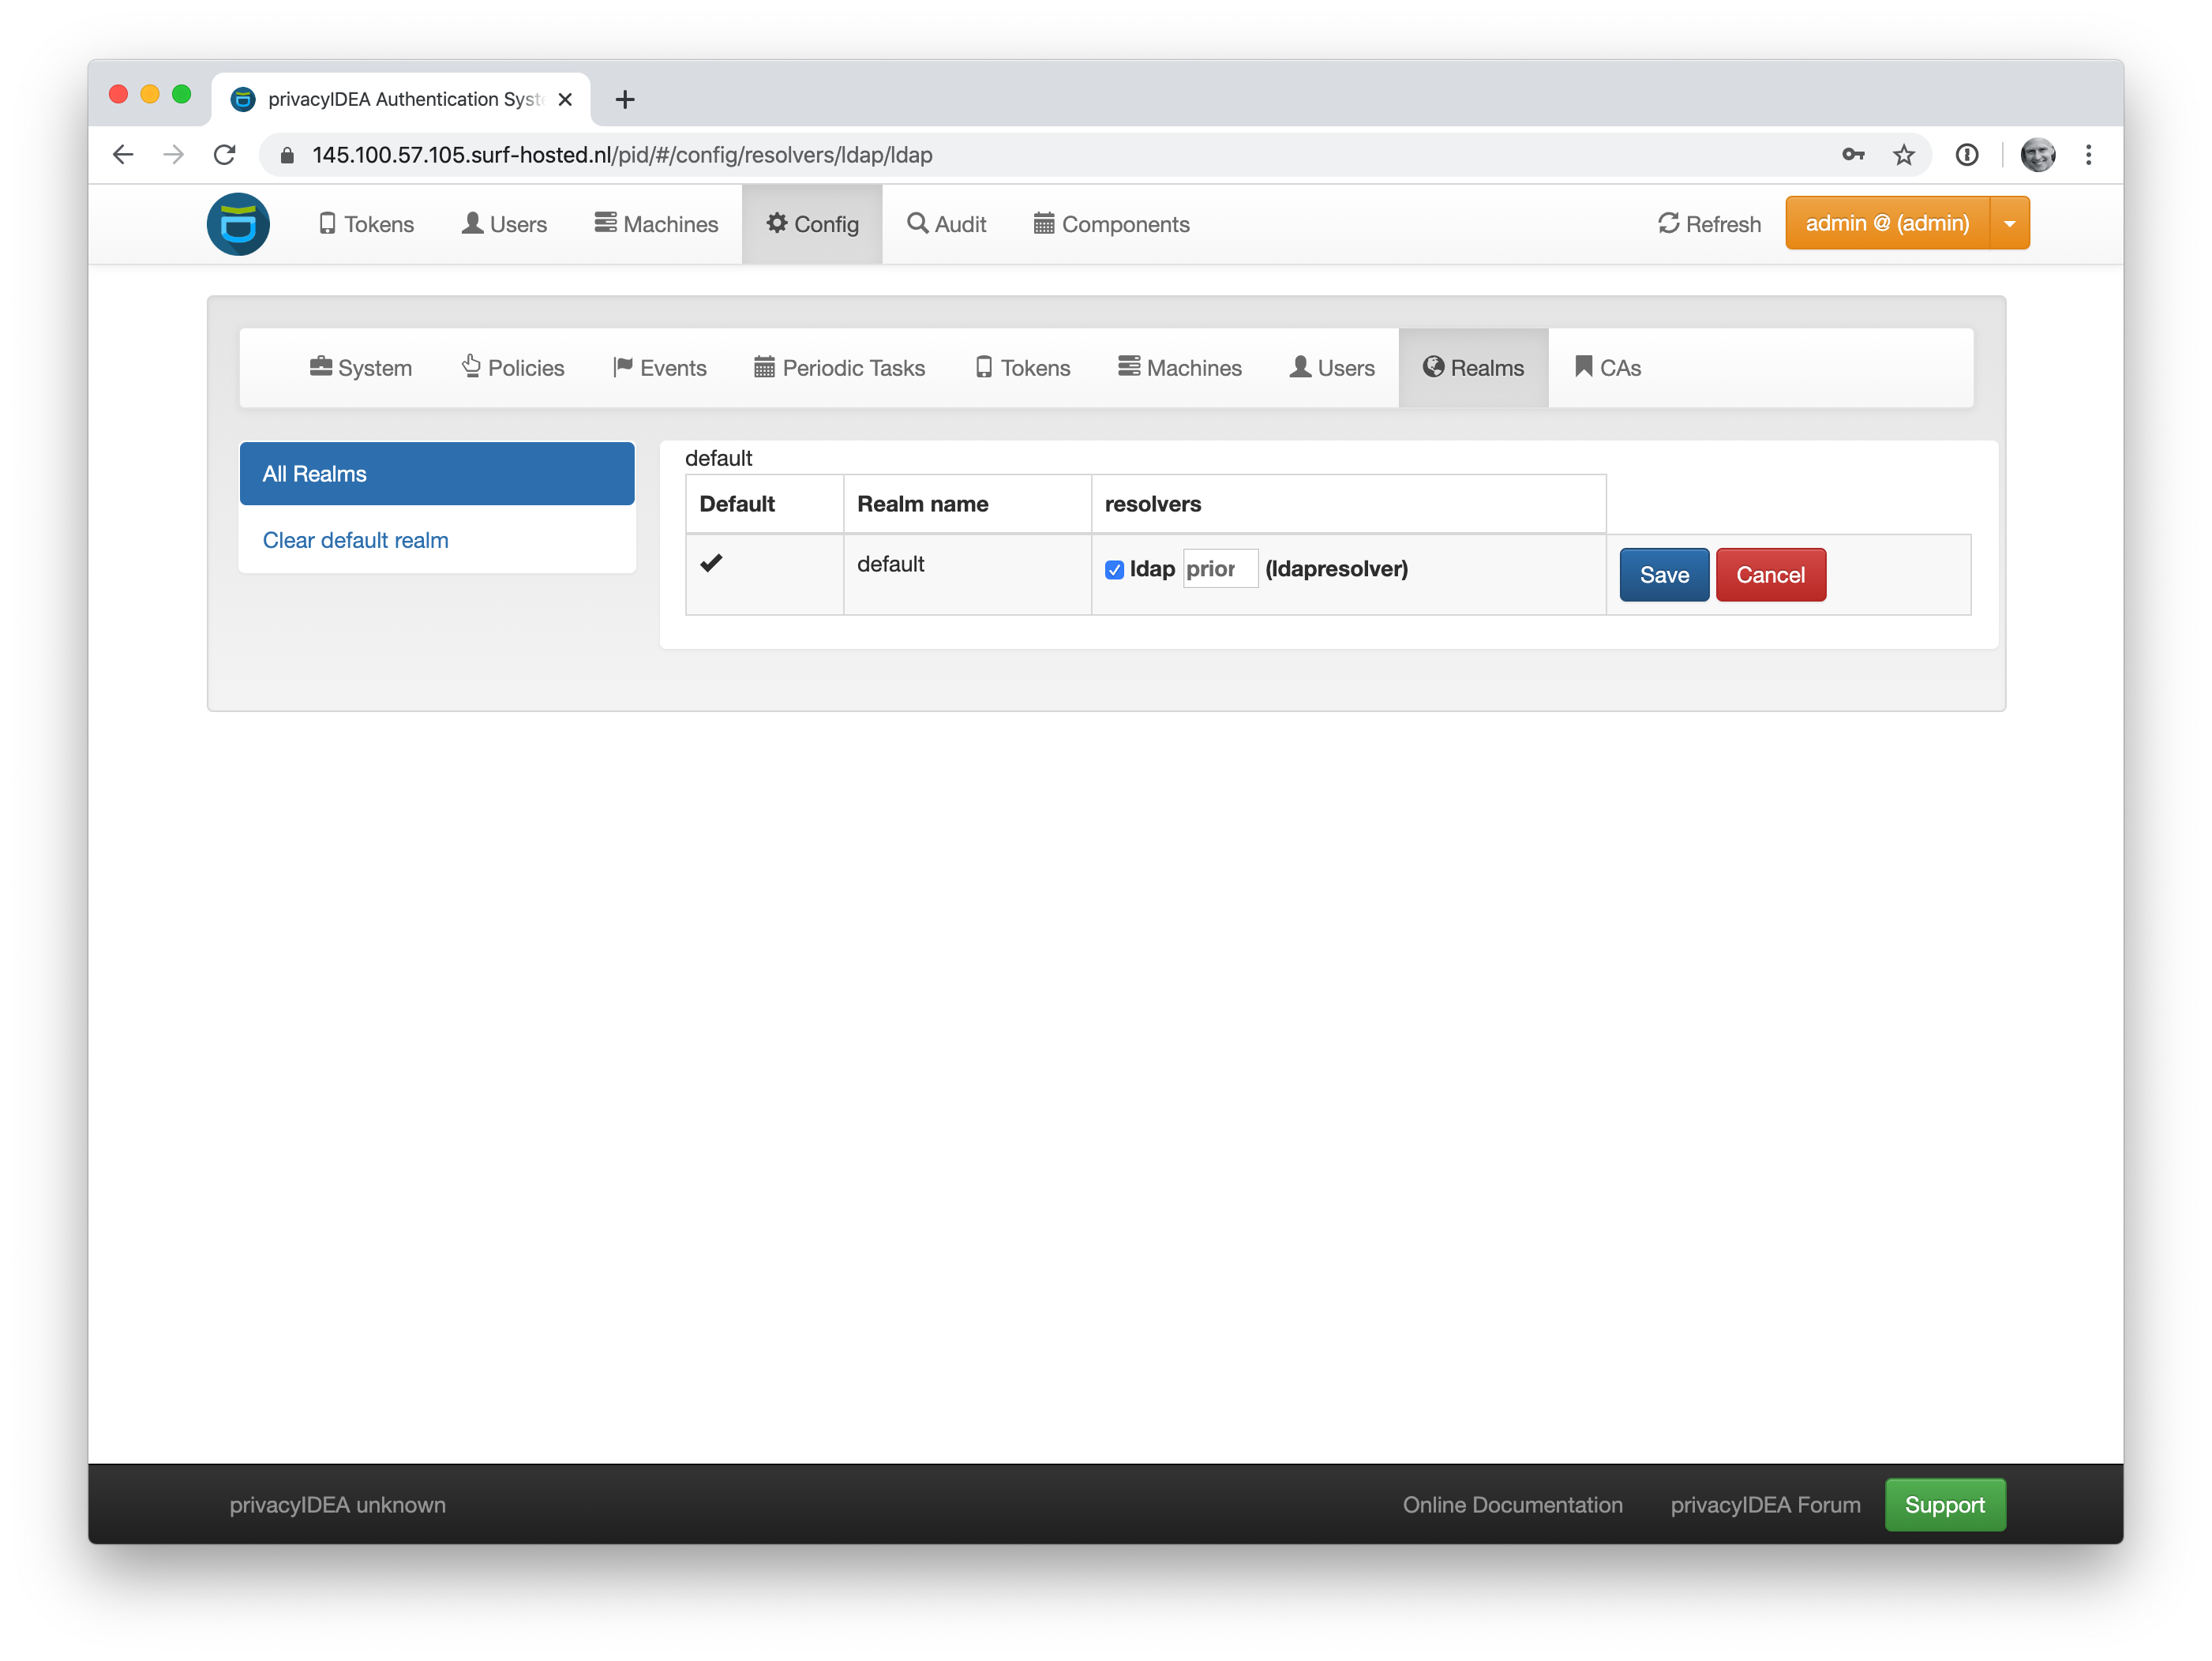 privacyIDEA Authentication Syst
145.100.57.105.surf-hosted.nl/pid/#/config/resolvers/ldap/ldap
Tokens Users Machines Config Audit Components Refresh admin @ (admin)
System Policies Events Periodic Tasks Tokens Machines Users Realms CAs
All Realms
Clear default realm
default
Default Realm name resolvers
default ldap prior (ldapresolver) Save Cancel
privacyIDEA unknown Online Documentation privacyIDEA Forum Support